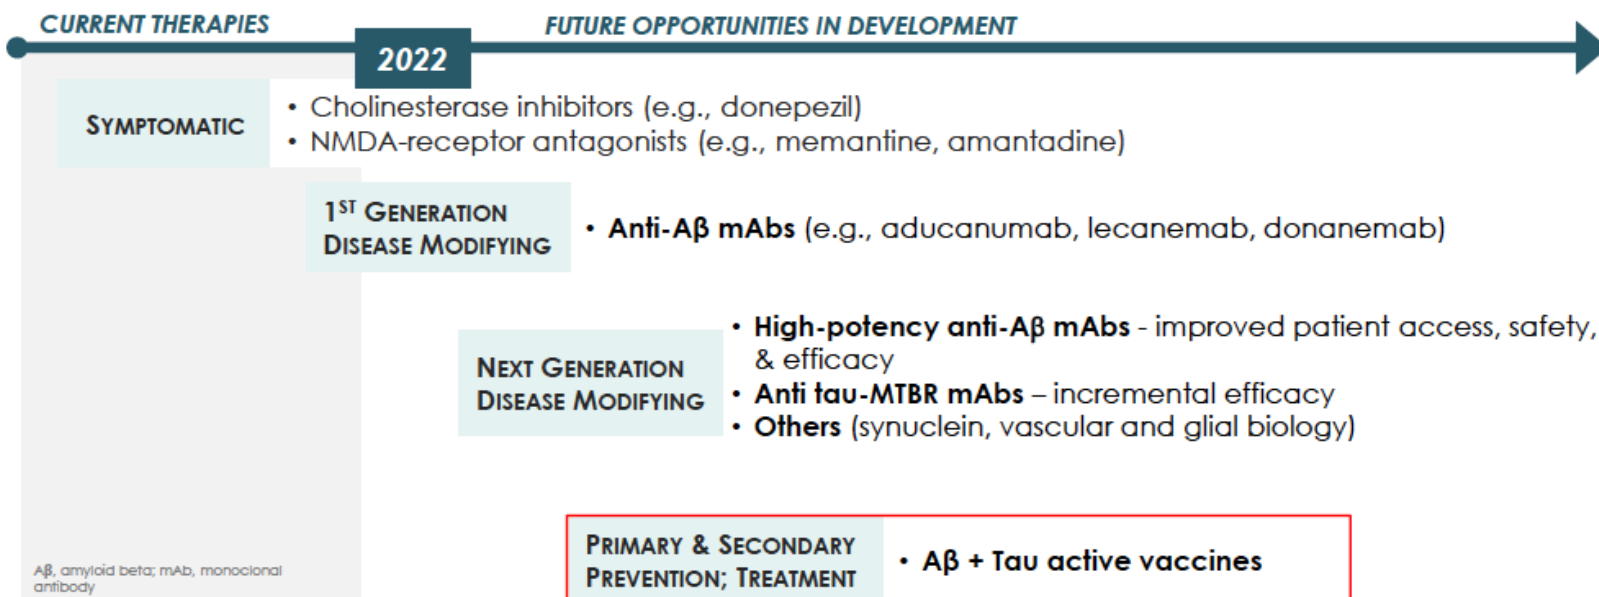 CURRENT THERAPIES
FUTURE OPPORTUNITIES IN DEVELOPMENT
2022
SYMPTOMATIC
• Cholinesterase inhibitors (e.g., donepezil)
• NMDA-receptor antagonists (e.g., memantine, amantadine)
1ST GENERATION
DISEASE MODIFYING
• Anti-Aβ mAbs (e.g., aducanumab, lecanemab, donanemab)
NEXT GENERATION
DISEASE MODIFYING
• High-potency anti-Aβ mAbs - improved patient access, safety,
& efficacy
• Anti tau-MTBR mAbs – incremental efficacy
• Others (synuclein, vascular and glial biology)
PRIMARY & SECONDARY
PREVENTION; TREATMENT
• Aβ + Tau active vaccines
Aβ, amyloid beta; mAb, monoclonal
antibody